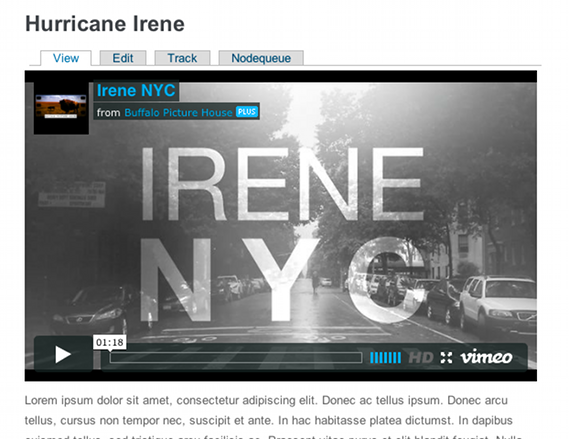 Hurricane Irene
View Edit Track Nodequeue
Irene NYC
from Buffalo Picture House PLUS
IRENE
NYC
01:18
HD vimeo
Lorem ipsum dolor sit amet, consectetur adipiscing elit. Donec ac tellus ipsum. Donec arcu
tellus, cursus non tempor nec, suscipit et ante. In hac habitasse platea dictumst. In dapibus